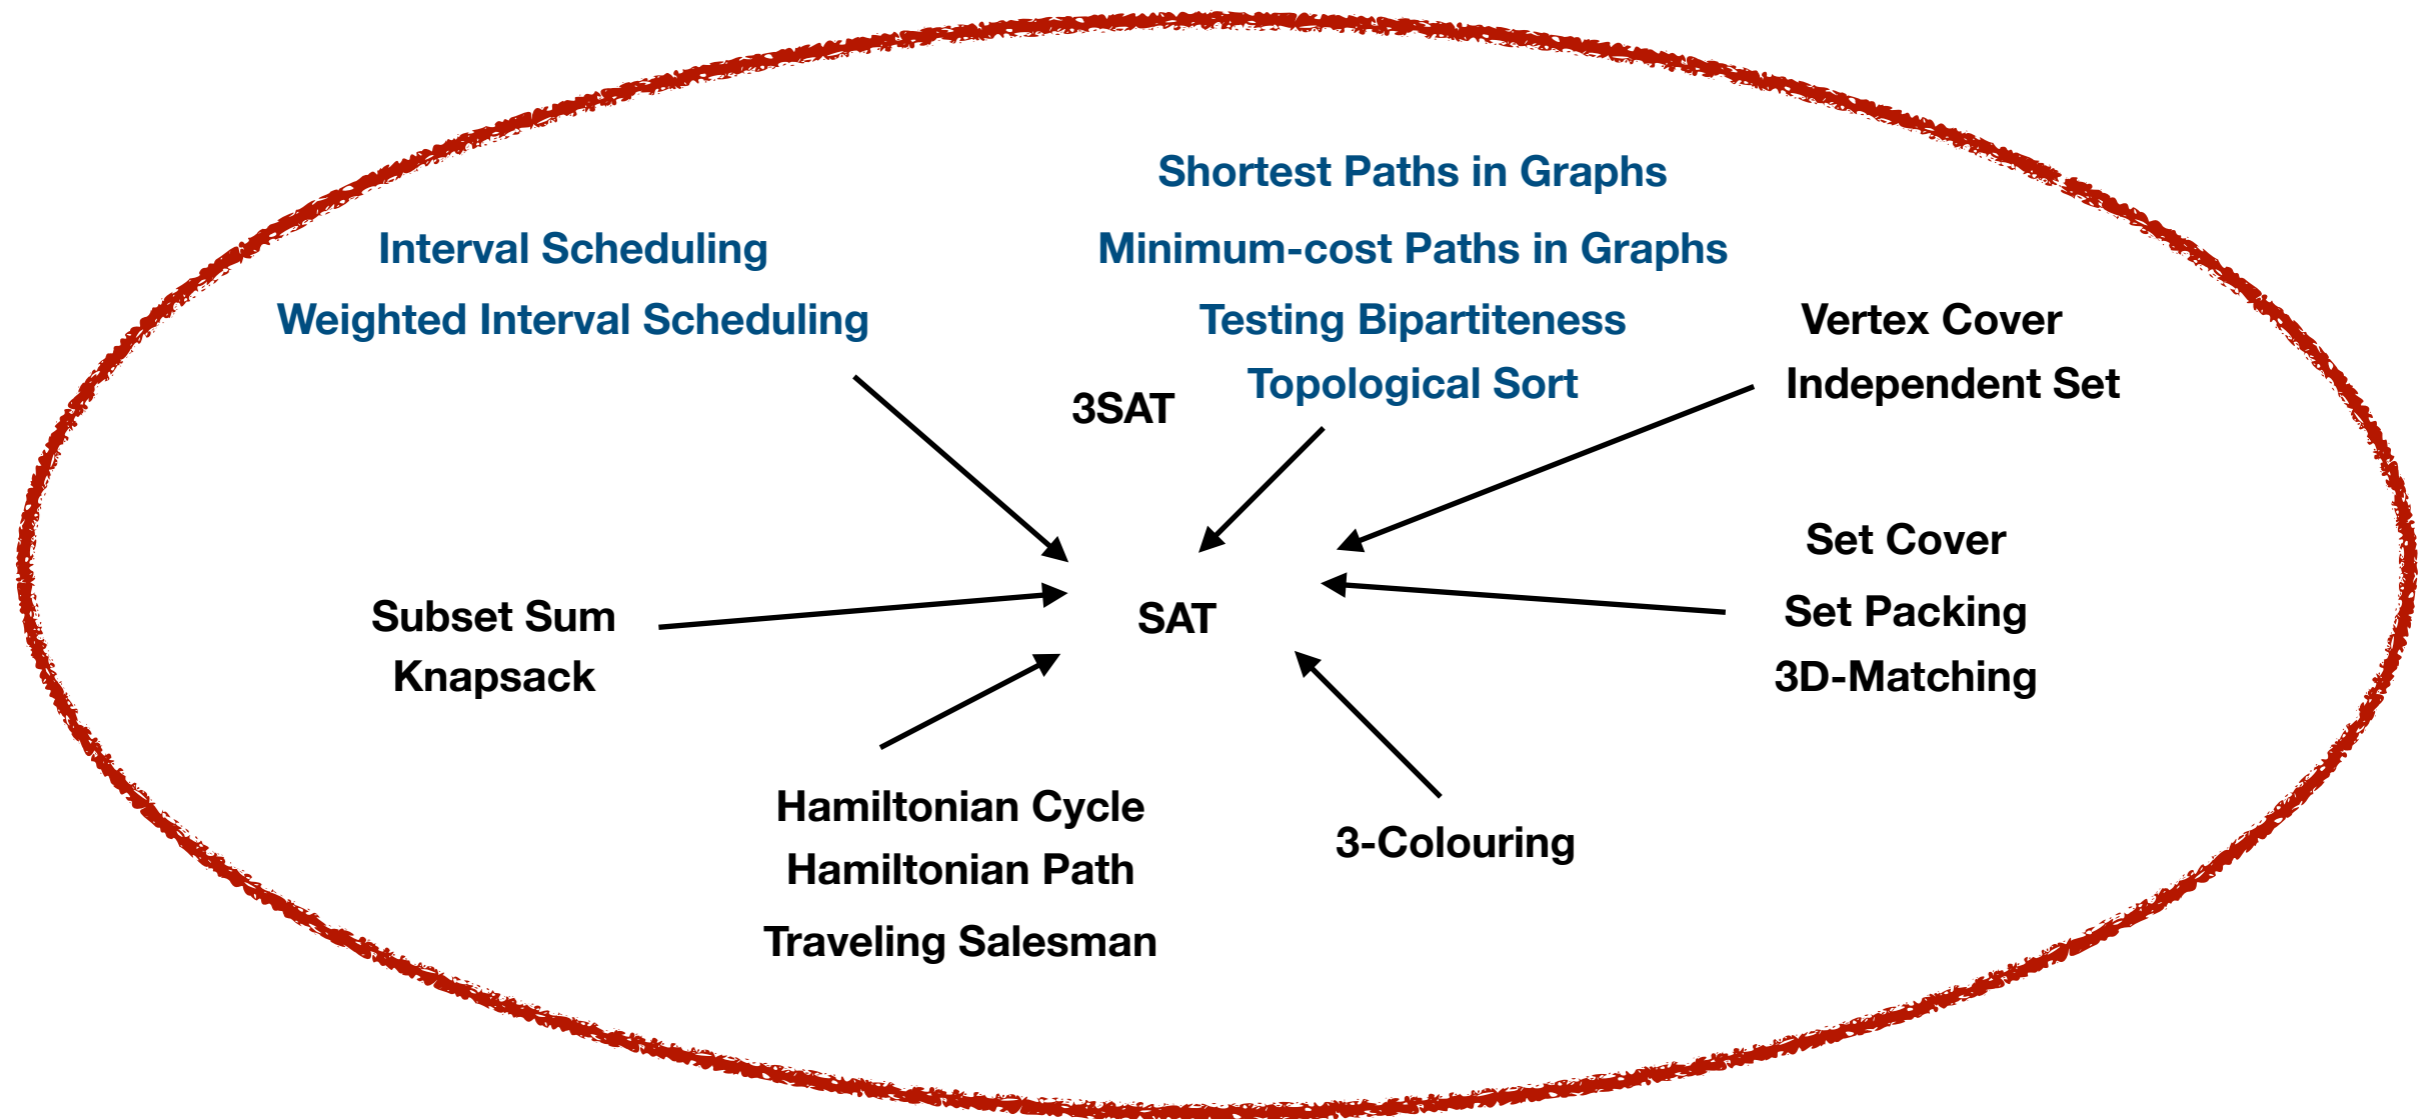 Shortest Paths in Graphs
Interval Scheduling
Minimum-cost Paths in Graphs
Weighted Interval Scheduling
Testing Bipartiteness
Vertex Cover
Topological Sort
Independent Set
3SAT
Set Cover
Subset Sum
SAT
Set Packing
Knapsack
3D-Matching
Hamiltonian Cycle
3-Colouring
Hamiltonian Path
Traveling Salesman